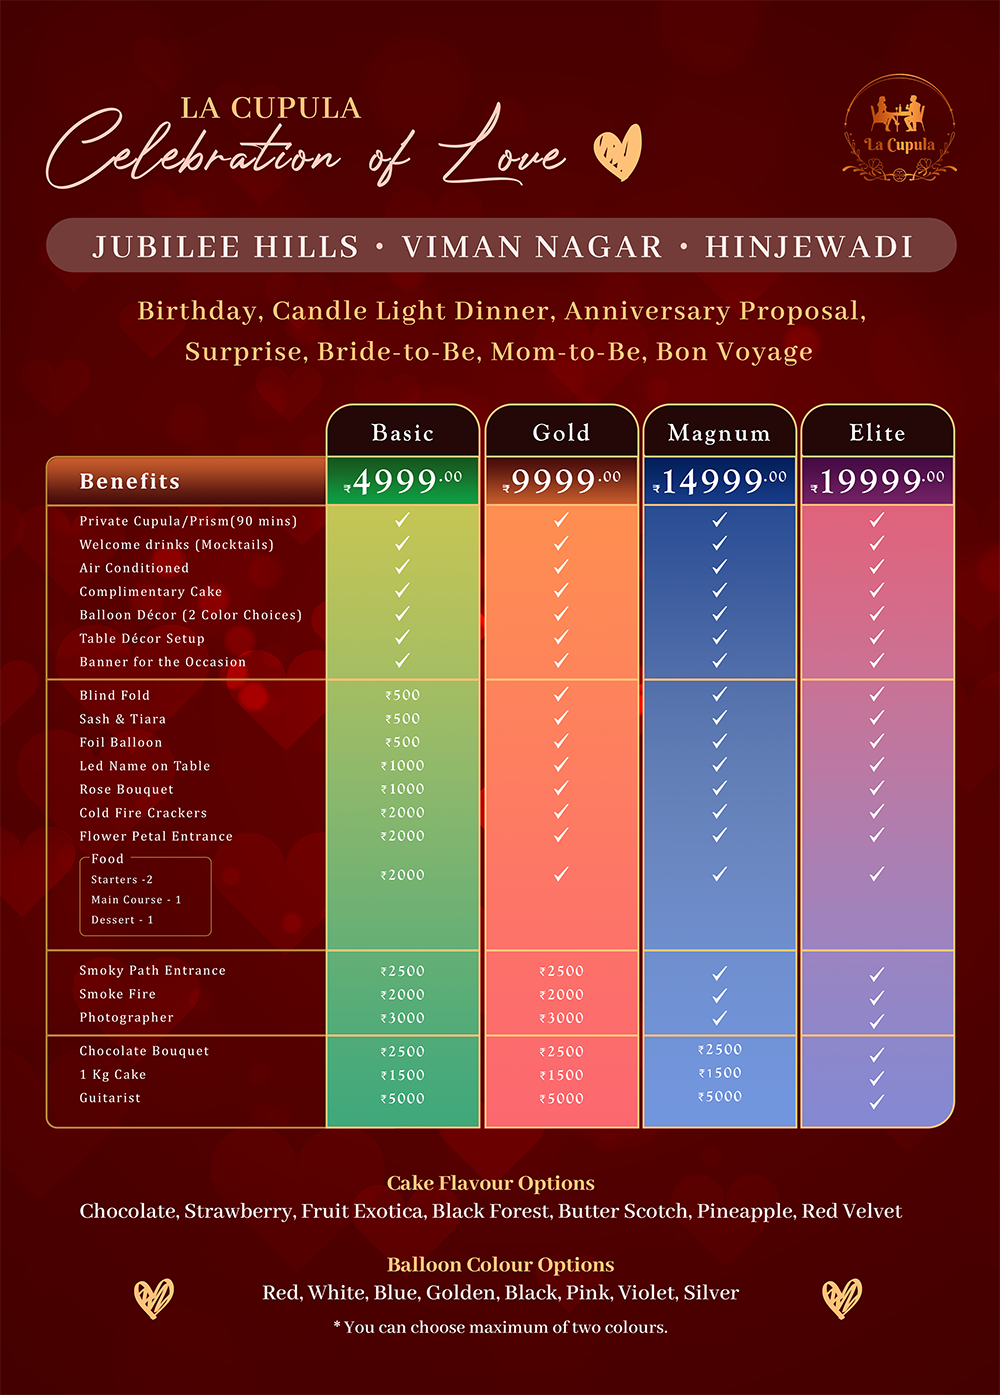 LA CUPULA
Celebration of Love
La Cupula
JUBILEE HILLS • VIMAN NAGAR • HINJEWADI
Birthday, Candle Light Dinner, Anniversary Proposal,
Surprise, Bride-to-Be, Mom-to-Be, Bon Voyage
Basic Gold Magnum Elite
Benefits ₹4999.00 ₹9999.00 ₹14999.00 ₹19999.00
Private Cupula/Prism(90 mins) ✓ ✓ ✓ ✓
Welcome drinks (Mocktails) ✓ ✓ ✓ ✓
Air Conditioned ✓ ✓ ✓ ✓
Complimentary Cake ✓ ✓ ✓ ✓
Balloon Décor (2 Color Choices) ✓ ✓ ✓ ✓
Table Décor Setup ✓ ✓ ✓ ✓
Banner for the Occasion ✓ ✓ ✓ ✓
Blind Fold ₹500 ✓ ✓ ✓
Sash & Tiara ₹500 ✓ ✓ ✓
Foil Balloon ₹500 ✓ ✓ ✓
Led Name on Table ₹1000 ✓ ✓ ✓
Rose Bouquet ₹1000 ✓ ✓ ✓
Cold Fire Crackers ₹2000 ✓ ✓ ✓
Flower Petal Entrance ₹2000 ✓ ✓ ✓
Food
₹2000 ✓ ✓ ✓
Starters -2
Main Course - 1
Dessert - 1
Smoky Path Entrance ₹2500 ₹2500 ✓ ✓
Smoke Fire ₹2000 ₹2000 ✓ ✓
Photographer ₹3000 ₹3000 ✓ ✓
Chocolate Bouquet ₹2500 ₹2500 ₹2500 ✓
1 Kg Cake ₹1500 ₹1500 ₹1500 ✓
Guitarist ₹5000 ₹5000 ₹5000 ✓
Cake Flavour Options
Chocolate, Strawberry, Fruit Exotica, Black Forest, Butter Scotch, Pineapple, Red Velvet
Balloon Colour Options
Red, White, Blue, Golden, Black, Pink, Violet, Silver
* You can choose maximum of two colours.